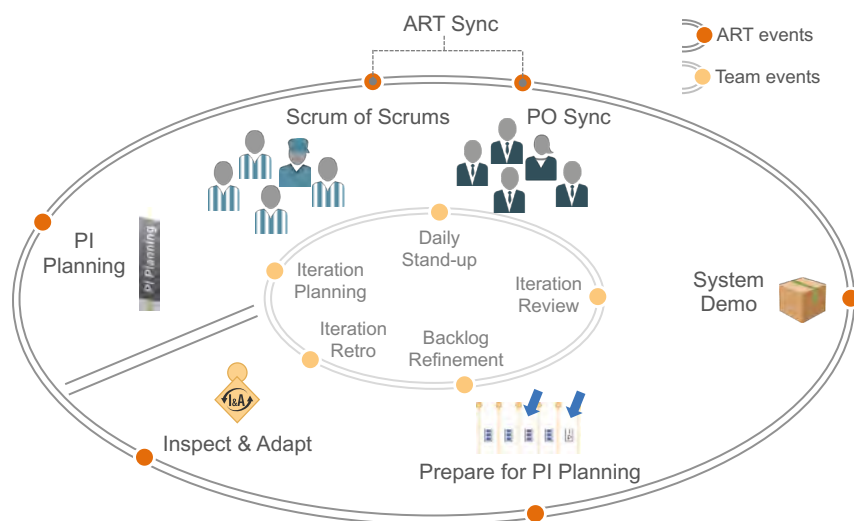 ART Sync
ART events
Team events
Scrum of Scrums
PO Sync
PI
Planning
PI Planning
Daily
Stand-up
Iteration
Planning
Iteration
Review
System
Demo
Iteration
Retro
Backlog
Refinement
I&A
Inspect & Adapt
Prepare for PI Planning